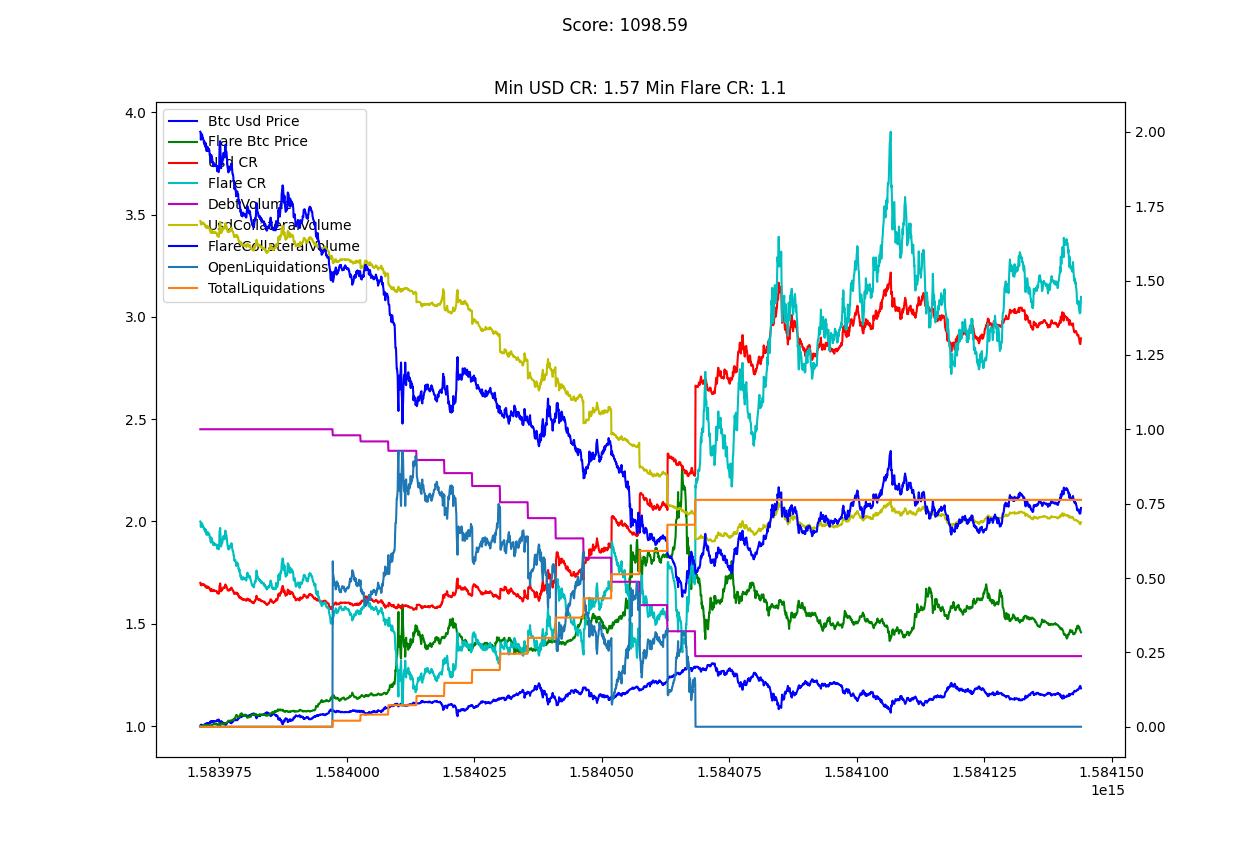 Score: 1098.59
Min USD CR: 1.57 Min Flare CR: 1.1
4.0
3.5
3.0
2.5
2.0
1.5
1.0
Btc Usd Price
Flare Btc Price
Usd CR
Flare CR
DebtVolume
UsdCollateralVolume
FlareCollateralVolume
OpenLiquidations
TotalLiquidations
2.00
1.75
1.50
1.25
1.00
0.75
0.50
0.25
0.00
1.583975 1.584000 1.584025 1.584050 1.584075 1.584100 1.584125 1.584150
1e15